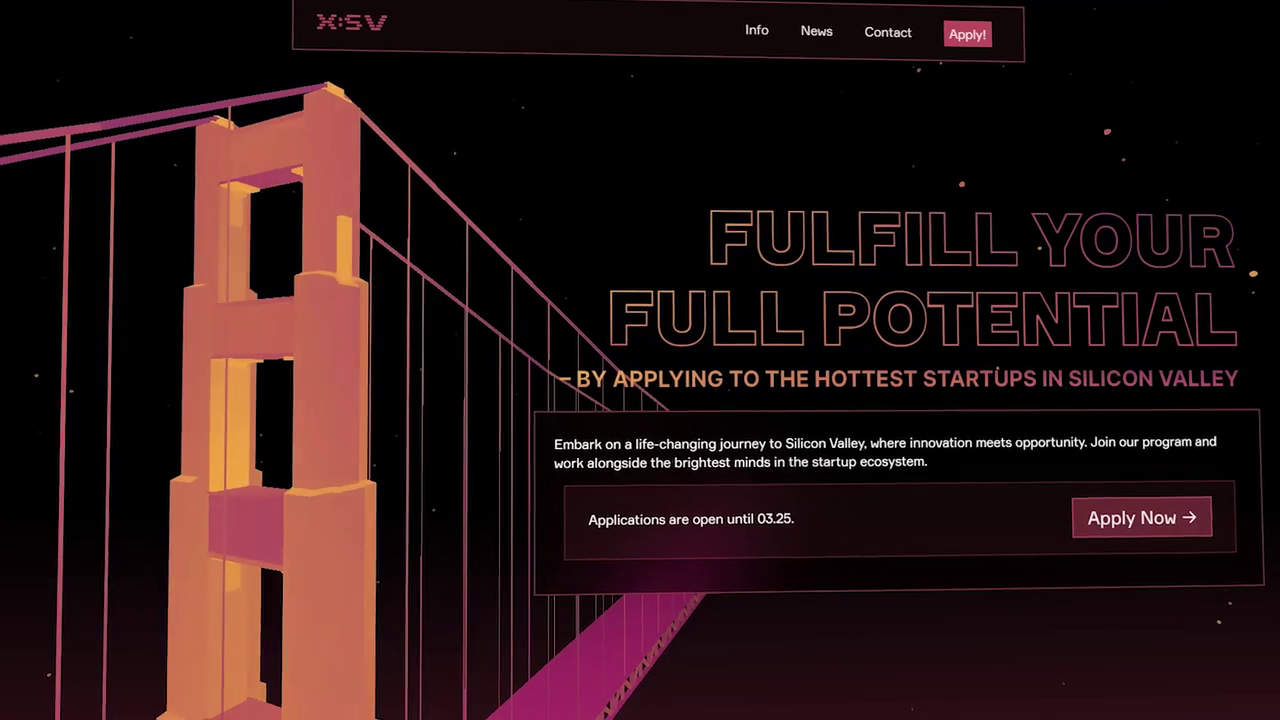 X:SV
Info
News
Contact
Apply!
FULFILL YOUR
FULL POTENTIAL
– BY APPLYING TO THE HOTTEST STARTUPS IN SILICON VALLEY
Embark on a life-changing journey to Silicon Valley, where innovation meets opportunity. Join our program and
work alongside the brightest minds in the startup ecosystem.
Applications are open until 03.25.
Apply Now →